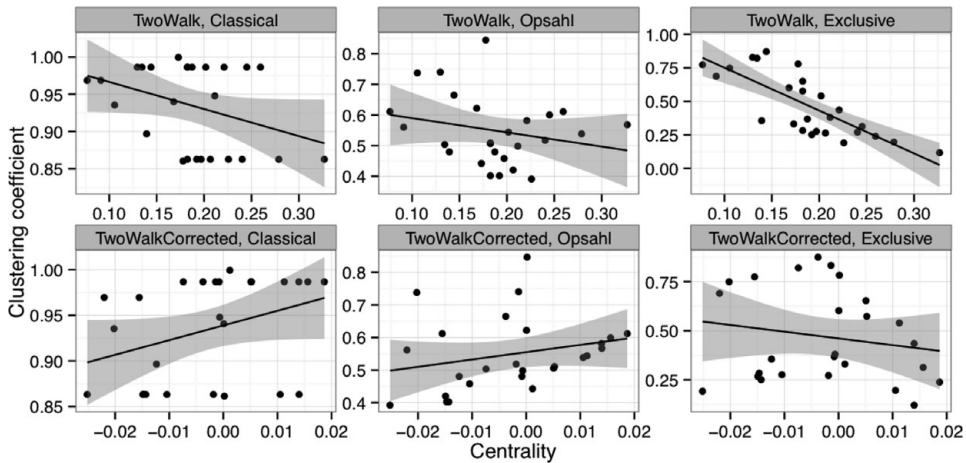 TwoWalk, Classical
TwoWalk, Opsahl
TwoWalk, Exclusive
1.00
0.95
0.90
0.85
0.10 0.15 0.20 0.25 0.30
0.8
0.7
0.6
0.5
0.4
0.10 0.15 0.20 0.25 0.30
1.00
0.75
0.50
0.25
0.00
0.10 0.15 0.20 0.25 0.30
Clustering coefficient
TwoWalkCorrected, Classical
TwoWalkCorrected, Opsahl
TwoWalkCorrected, Exclusive
1.00
0.95
0.90
0.85
−0.02 −0.01 0.00 0.01 0.02
0.8
0.7
0.6
0.5
0.4
−0.02 −0.01 0.00 0.01 0.02
0.75
0.50
0.25
−0.02 −0.01 0.00 0.01 0.02
Centrality